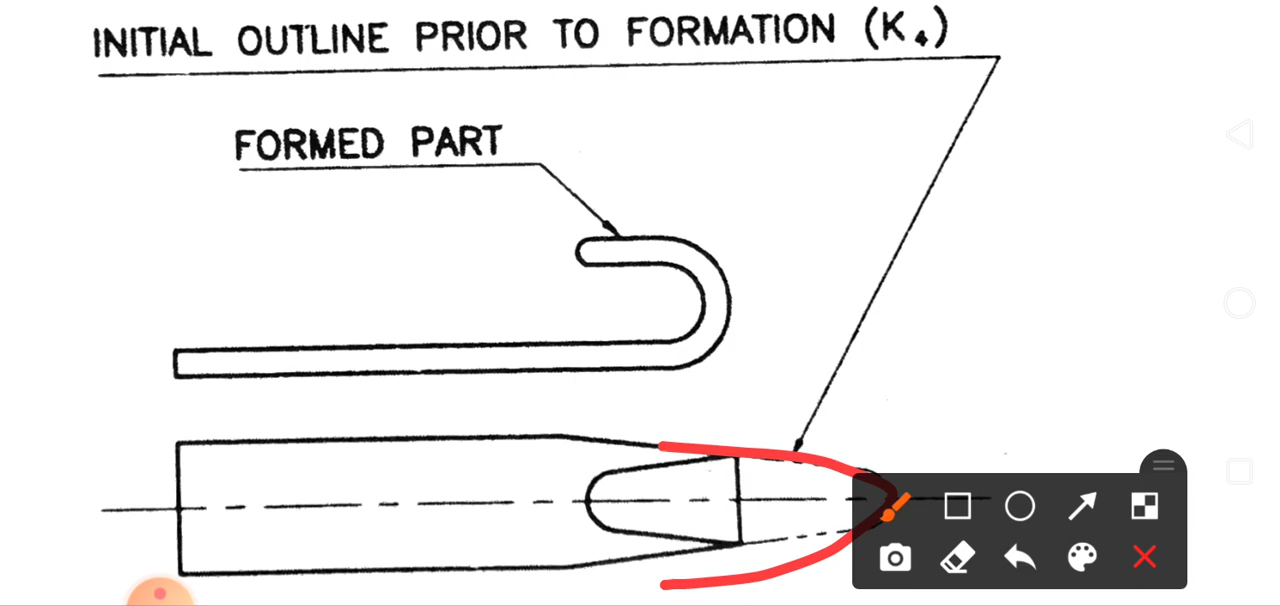 INITIAL OUTLINE PRIOR TO FORMATION (K4)
FORMED PART